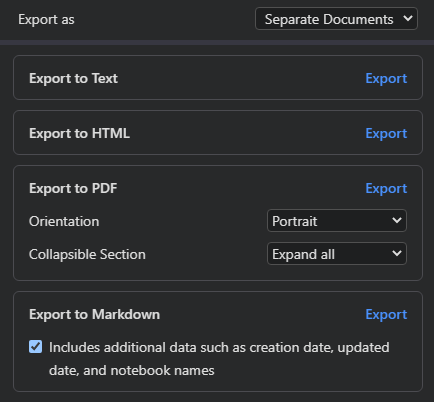 Export as
Separate Documents
Export to Text
Export
Export to HTML
Export
Export to PDF
Export
Orientation
Portrait
Collapsible Section
Expand all
Export to Markdown
Export
Includes additional data such as creation date, updated
date, and notebook names